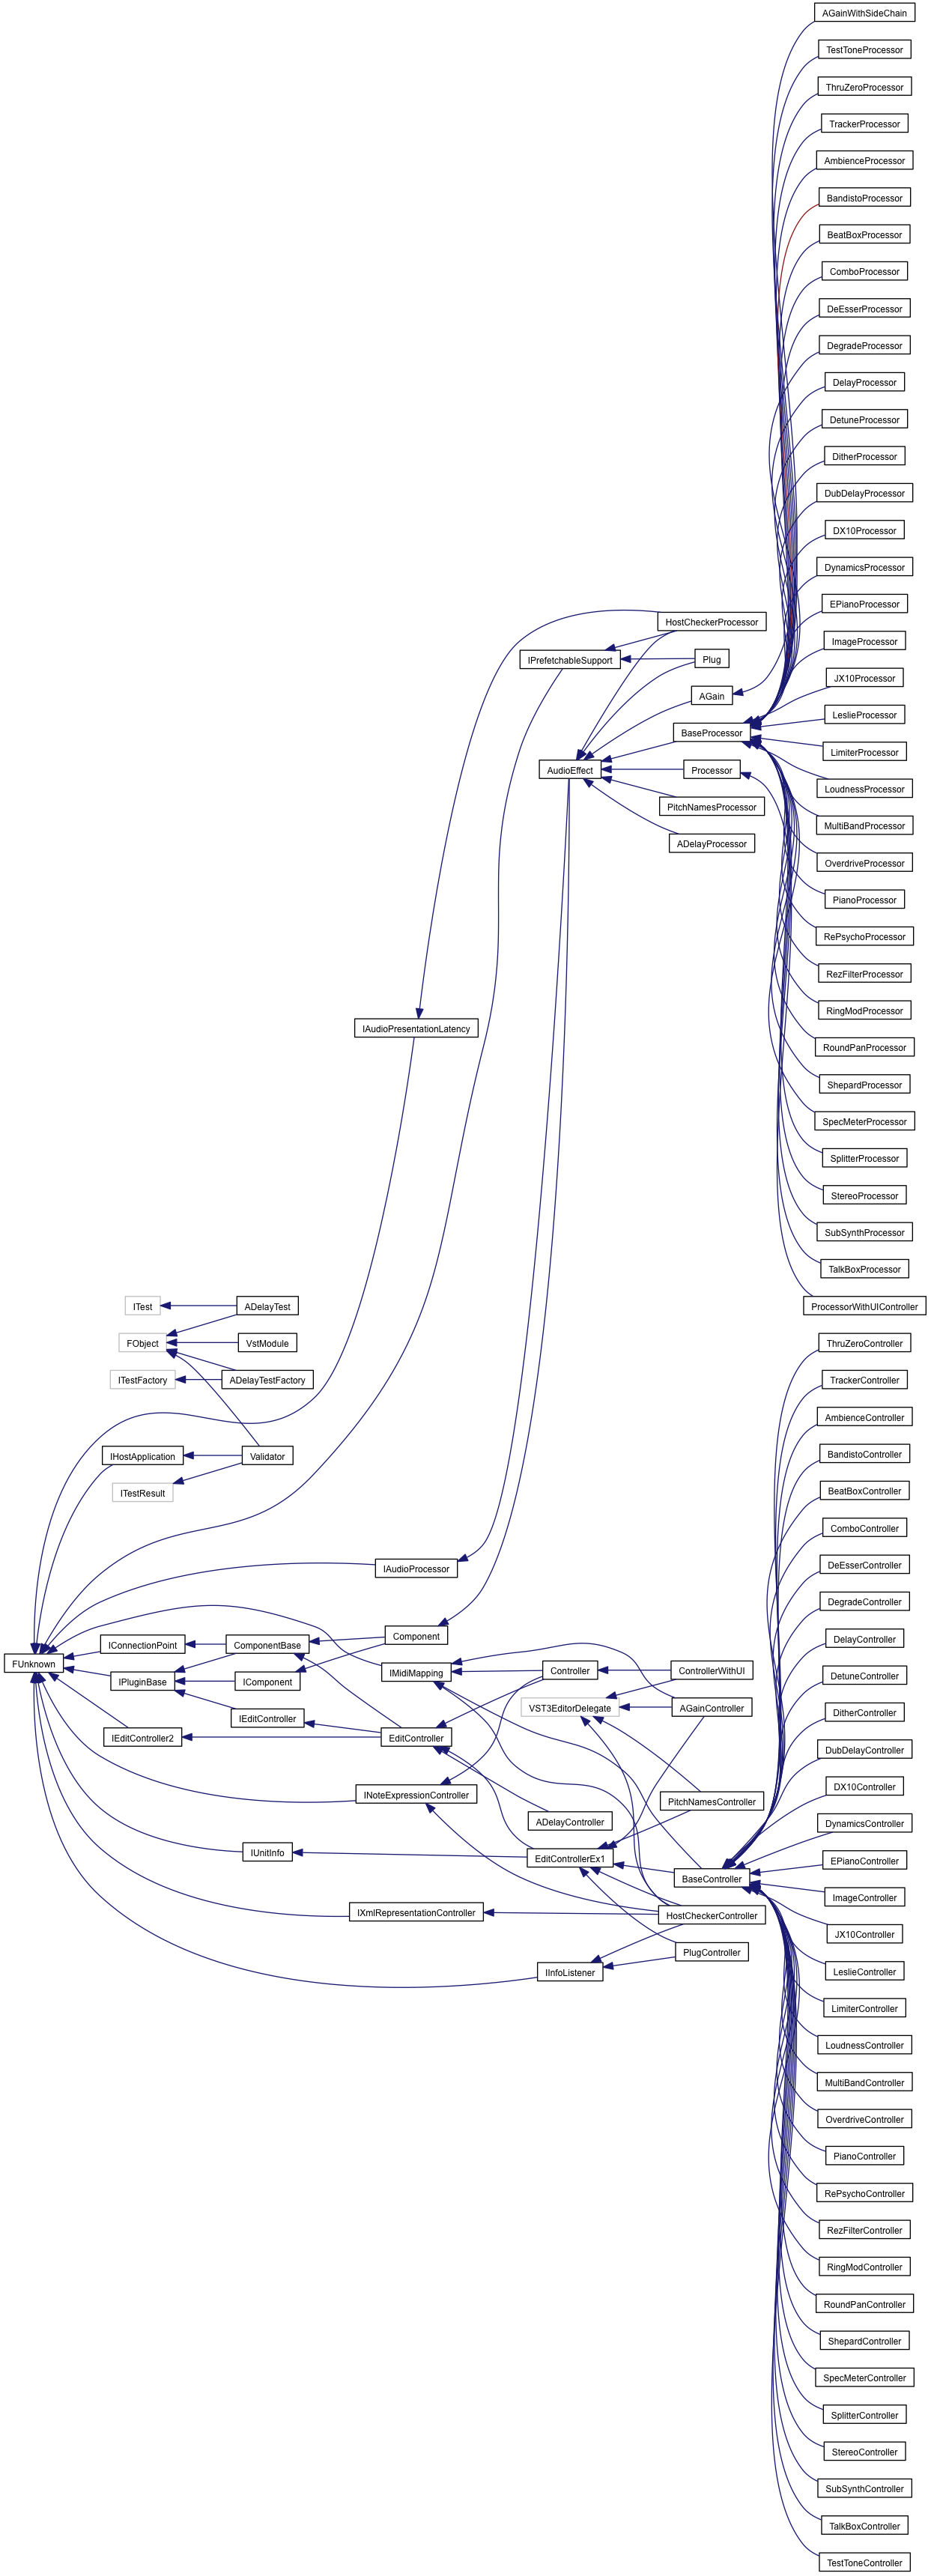 AGainWithSideChain
TestToneProcessor
ThruZeroProcessor
TrackerProcessor
AmbienceProcessor
BandistoProcessor
BeatBoxProcessor
ComboProcessor
DeEsserProcessor
DegradeProcessor
DelayProcessor
DetuneProcessor
DitherProcessor
DubDelayProcessor
DX10Processor
DynamicsProcessor
EPianoProcessor
HostCheckerProcessor
ImageProcessor
IPrefetchableSupport
Plug
JX10Processor
AGain
LeslieProcessor
BaseProcessor
LimiterProcessor
AudioEffect
Processor
LoudnessProcessor
PitchNamesProcessor
MultiBandProcessor
ADelayProcessor
OverdriveProcessor
PianoProcessor
RePsychoProcessor
RezFilterProcessor
RingModProcessor
IAudioPresentationLatency
RoundPanProcessor
ShepardProcessor
SpecMeterProcessor
SplitterProcessor
StereoProcessor
SubSynthProcessor
TalkBoxProcessor
ITest
ADelayTest
ProcessorWithUIController
FObject
VstModule
ThruZeroController
ITestFactory
ADelayTestFactory
TrackerController
AmbienceController
IHostApplication
Validator
BandistoController
ITestResult
BeatBoxController
ComboController
IAudioProcessor
DeEsserController
DegradeController
IConnectionPoint
ComponentBase
Component
DelayController
FUnknown
IPluginBase
IComponent
IMidiMapping
Controller
ControllerWithUI
DetuneController
IEditController
VST3EditorDelegate
AGainController
DitherController
IEditController2
EditController
DubDelayController
INoteExpressionController
PitchNamesController
DX10Controller
ADelayController
DynamicsController
IUnitInfo
EditControllerEx1
EPianoController
BaseController
ImageController
IXmlRepresentationController
HostCheckerController
JX10Controller
PlugController
IInfoListener
LeslieController
LimiterController
LoudnessController
MultiBandController
OverdriveController
PianoController
RePsychoController
RezFilterController
RingModController
RoundPanController
ShepardController
SpecMeterController
SplitterController
StereoController
SubSynthController
TalkBoxController
TestToneController